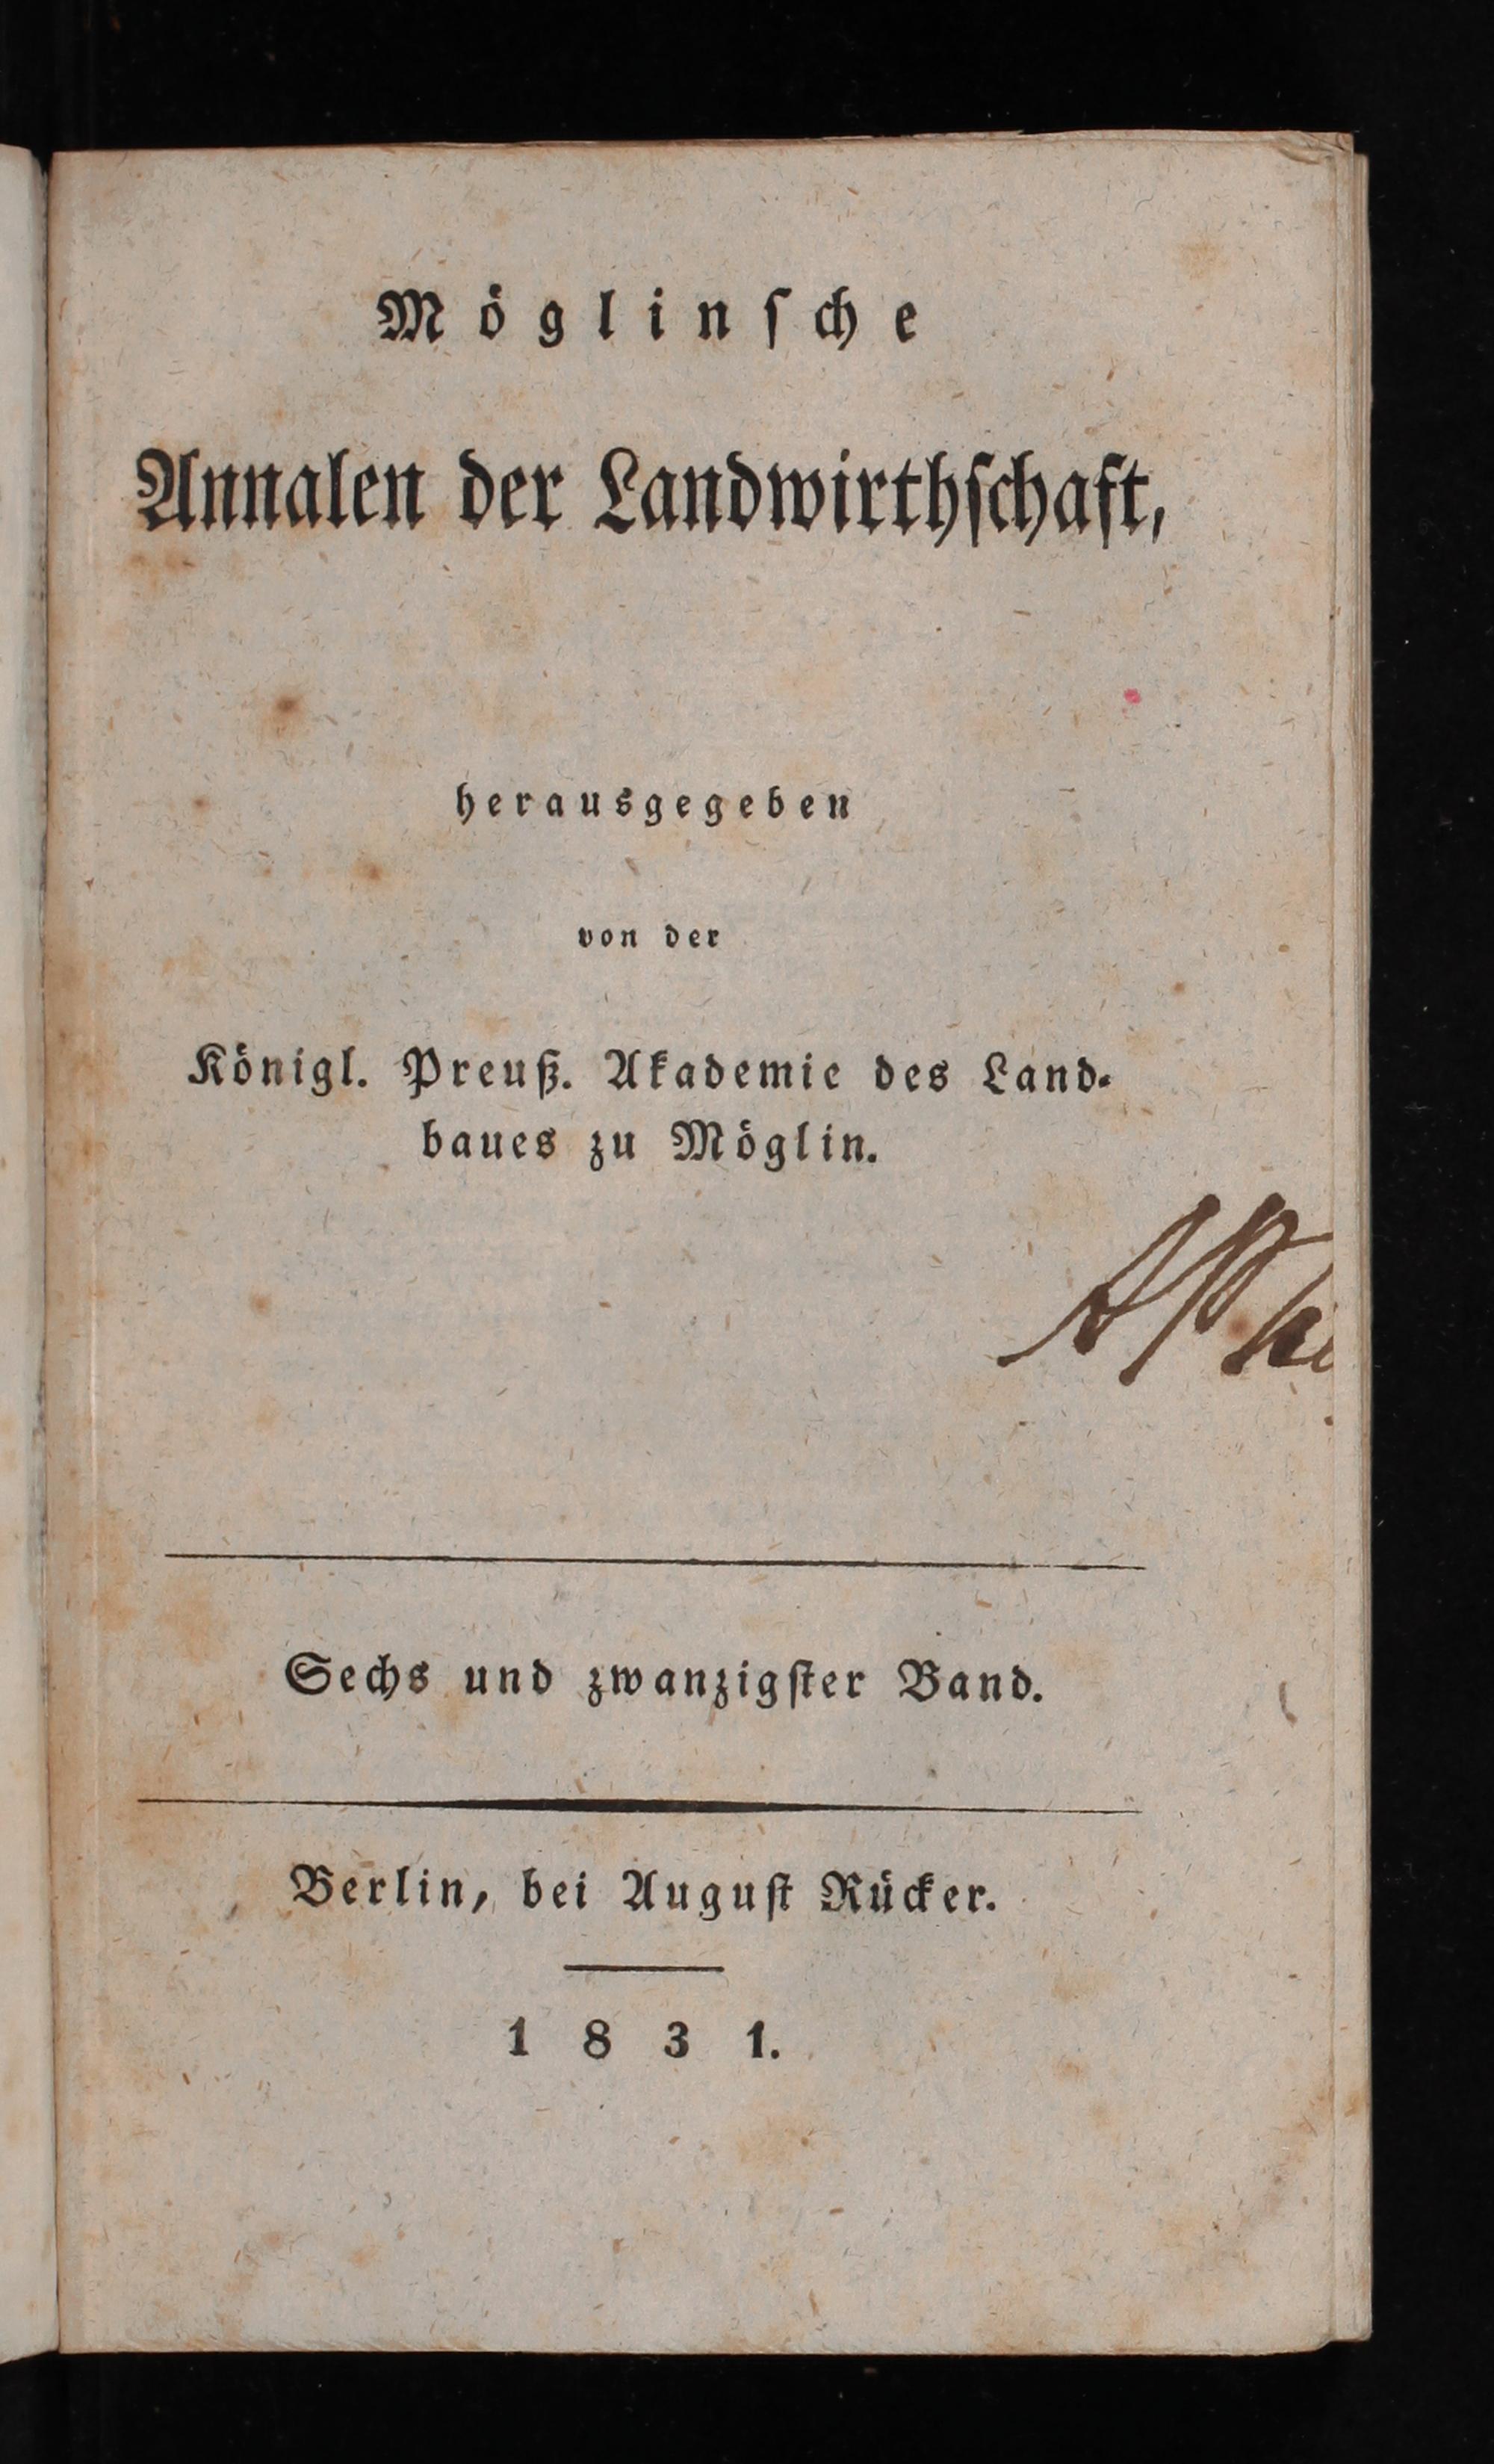 Möglinſche
Annalen der Landwirthſchaft,
herausgegeben
von der
Königl. Preuß. Akademie des Land-
baues zu Möglin.
Sechs und zwanzigſter Band.
Berlin, bei Auguſt Rücker.
1831.